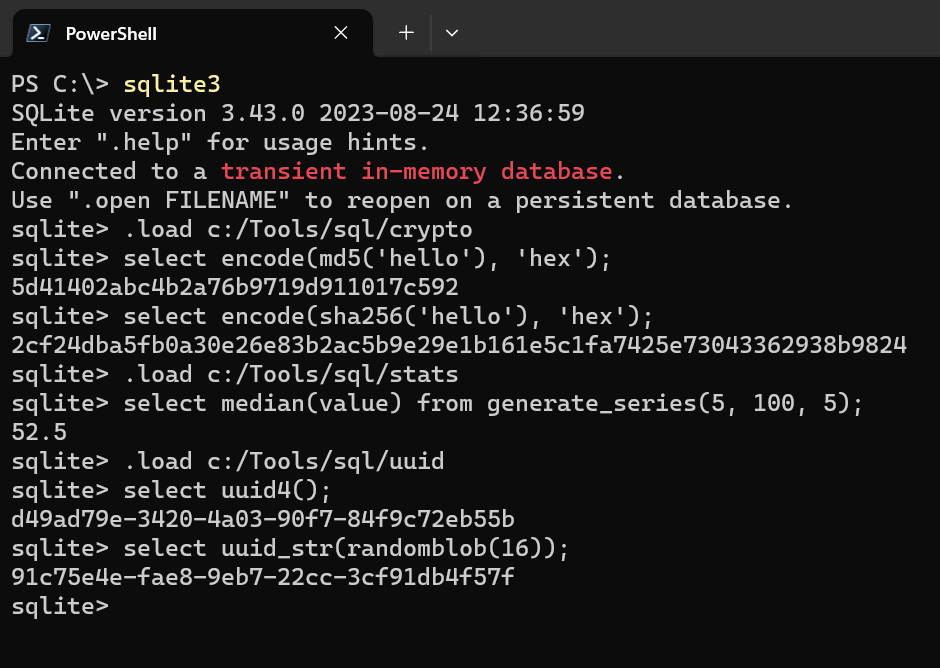 PowerShell
PS C:\> sqlite3
SQLite version 3.43.0 2023-08-24 12:36:59
Enter ".help" for usage hints.
Connected to a transient in-memory database.
Use ".open FILENAME" to reopen on a persistent database.
sqlite> .load c:/Tools/sql/crypto
sqlite> select encode(md5('hello'), 'hex');
5d41402abc4b2a76b9719d911017c592
sqlite> select encode(sha256('hello'), 'hex');
2cf24dba5fb0a30e26e83b2ac5b9e29e1b161e5c1fa7425e73043362938b9824
sqlite> .load c:/Tools/sql/stats
sqlite> select median(value) from generate_series(5, 100, 5);
52.5
sqlite> .load c:/Tools/sql/uuid
sqlite> select uuid4();
d49ad79e-3420-4a03-90f7-84f9c72eb55b
sqlite> select uuid_str(randomblob(16));
91c75e4e-fae8-9eb7-22cc-3cf91db4f57f
sqlite>